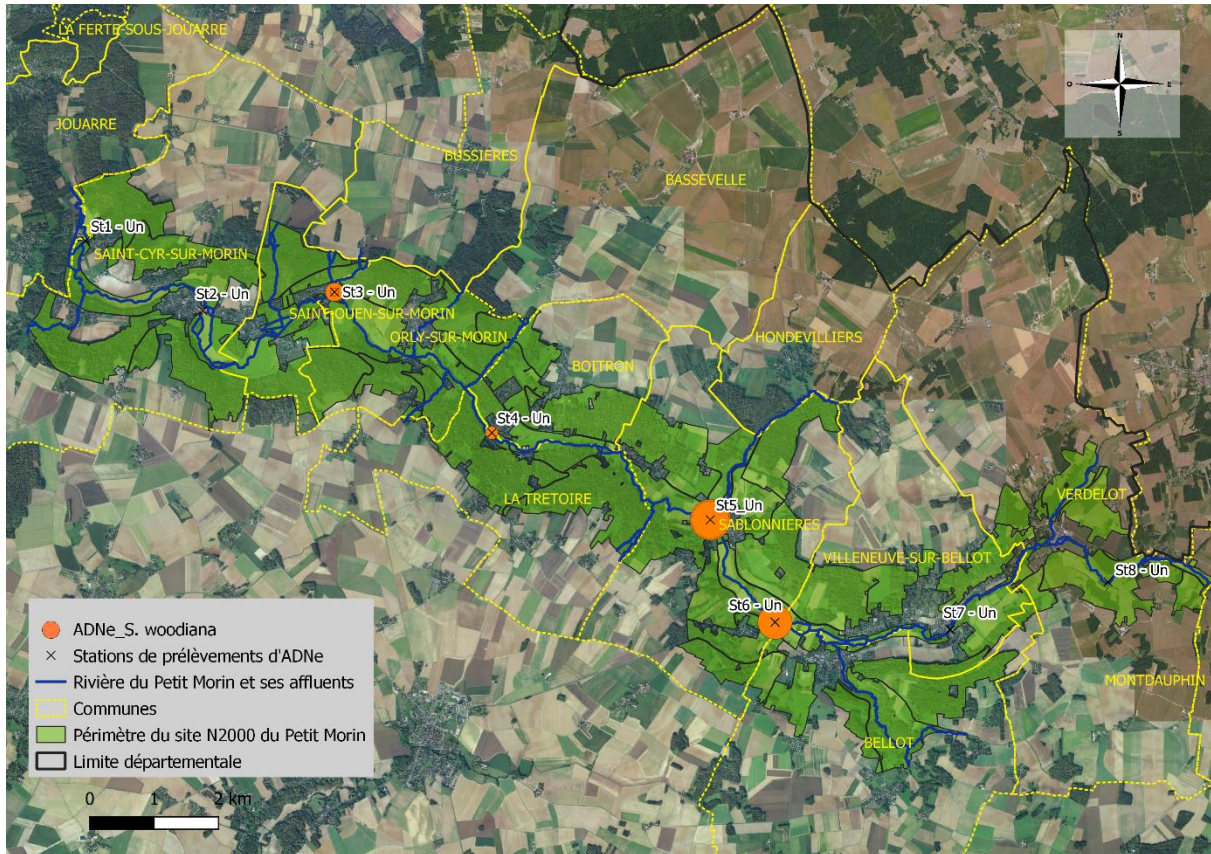 LA FERTE-SOUS-JOUARRE
N
O
E
S
JOUARRE
BUSSIERES
BASSEVELLE
St1 - Un
SAINT-CYR-SUR-MORIN
St2 - Un
St3 - Un
SAINT-OUEN-SUR-MORIN
ORLY-SUR-MORIN
HONDEVILLIERS
BOITRON
St4 - Un
LA TRETOIRE
St5_Un
SABLONNIERES
VERDELOT
VILLENEUVE-SUR-BELLOT
St8 - Un
St6 - Un
St7 - Un
MONTDAUPHIN
BELLOT
ADNe_S. woodiana
Stations de prélèvements d'ADNe
Rivière du Petit Morin et ses affluents
Communes
Périmètre du site N2000 du Petit Morin
Limite départementale
0 1 2 km